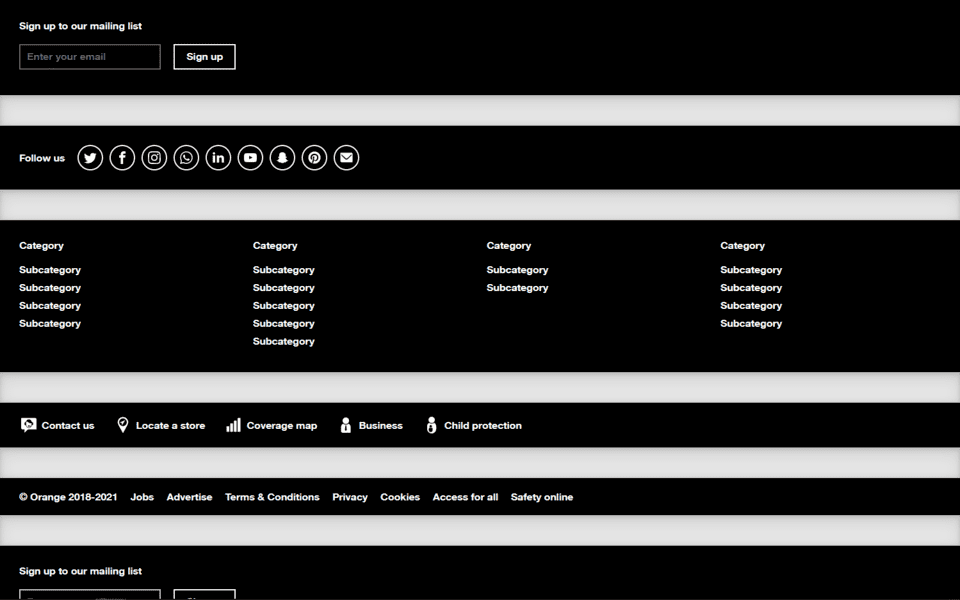 Sign up to our mailing list
Enter your email
Sign up
Follow us
Category Category Category Category
Subcategory Subcategory Subcategory Subcategory
Subcategory Subcategory Subcategory Subcategory
Subcategory Subcategory Subcategory
Subcategory Subcategory Subcategory
Subcategory
Contact us Locate a store Coverage map Business Child protection
© Orange 2018-2021 Jobs Advertise Terms & Conditions Privacy Cookies Access for all Safety online
Sign up to our mailing list